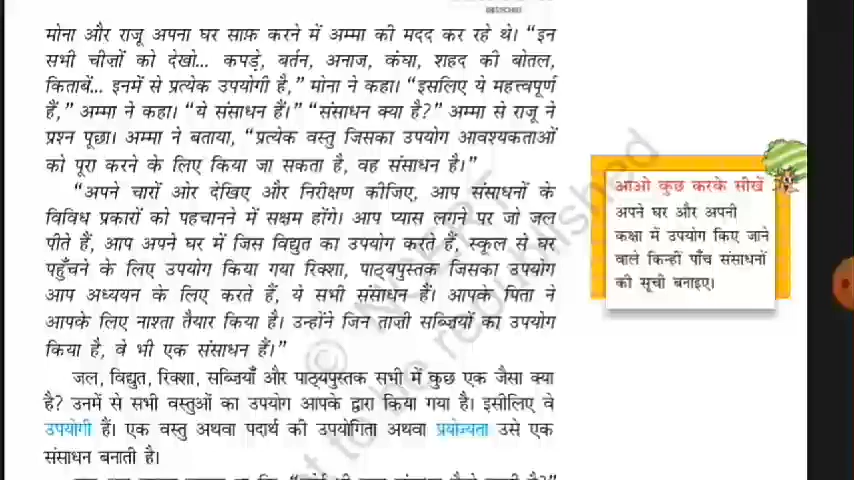 मोना और राजू अपना घर साफ़ करने में अम्मा की मदद कर रहे थे। “इन
सभी चीज़ों को देखो... कपड़े, बर्तन, अनाज, कंघा, शहद की बोतल,
किताबें... इनमें से प्रत्येक उपयोगी है,” मोना ने कहा। “इसलिए ये महत्त्वपूर्ण
हैं,” अम्मा ने कहा। “ये संसाधन हैं।” “संसाधन क्या है?” अम्मा से राजू ने
प्रश्न पूछा। अम्मा ने बताया, “प्रत्येक वस्तु जिसका उपयोग आवश्यकताओं
को पूरा करने के लिए किया जा सकता है, वह संसाधन है।”
“अपने चारों ओर देखिए और निरीक्षण कीजिए, आप संसाधनों के
विविध प्रकारों को पहचानने में सक्षम होंगे। आप प्यास लगने पर जो जल
पीते हैं, आप अपने घर में जिस विद्युत का उपयोग करते हैं, स्कूल से घर
पहुँचने के लिए उपयोग किया गया रिक्शा, पाठ्यपुस्तक जिसका उपयोग
आप अध्ययन के लिए करते हैं, ये सभी संसाधन हैं। आपके पिता ने
आपके लिए नाश्ता तैयार किया है। उन्होंने जिन ताज़ी सब्ज़ियों का उपयोग
किया है, वे भी एक संसाधन हैं।”
जल, विद्युत, रिक्शा, सब्ज़ियाँ और पाठ्यपुस्तक सभी में कुछ एक जैसा क्या
है? उनमें से सभी वस्तुओं का उपयोग आपके द्वारा किया गया है। इसीलिए वे
उपयोगी हैं। एक वस्तु अथवा पदार्थ की उपयोगिता अथवा प्रयोज्यता उसे एक
संसाधन बनाती है।
आओ कुछ करके सीखें
अपने घर और अपनी
कक्षा में उपयोग किए जाने
वाले किन्हीं पाँच संसाधनों
की सूची बनाइए।
© NCERT
not to be republished